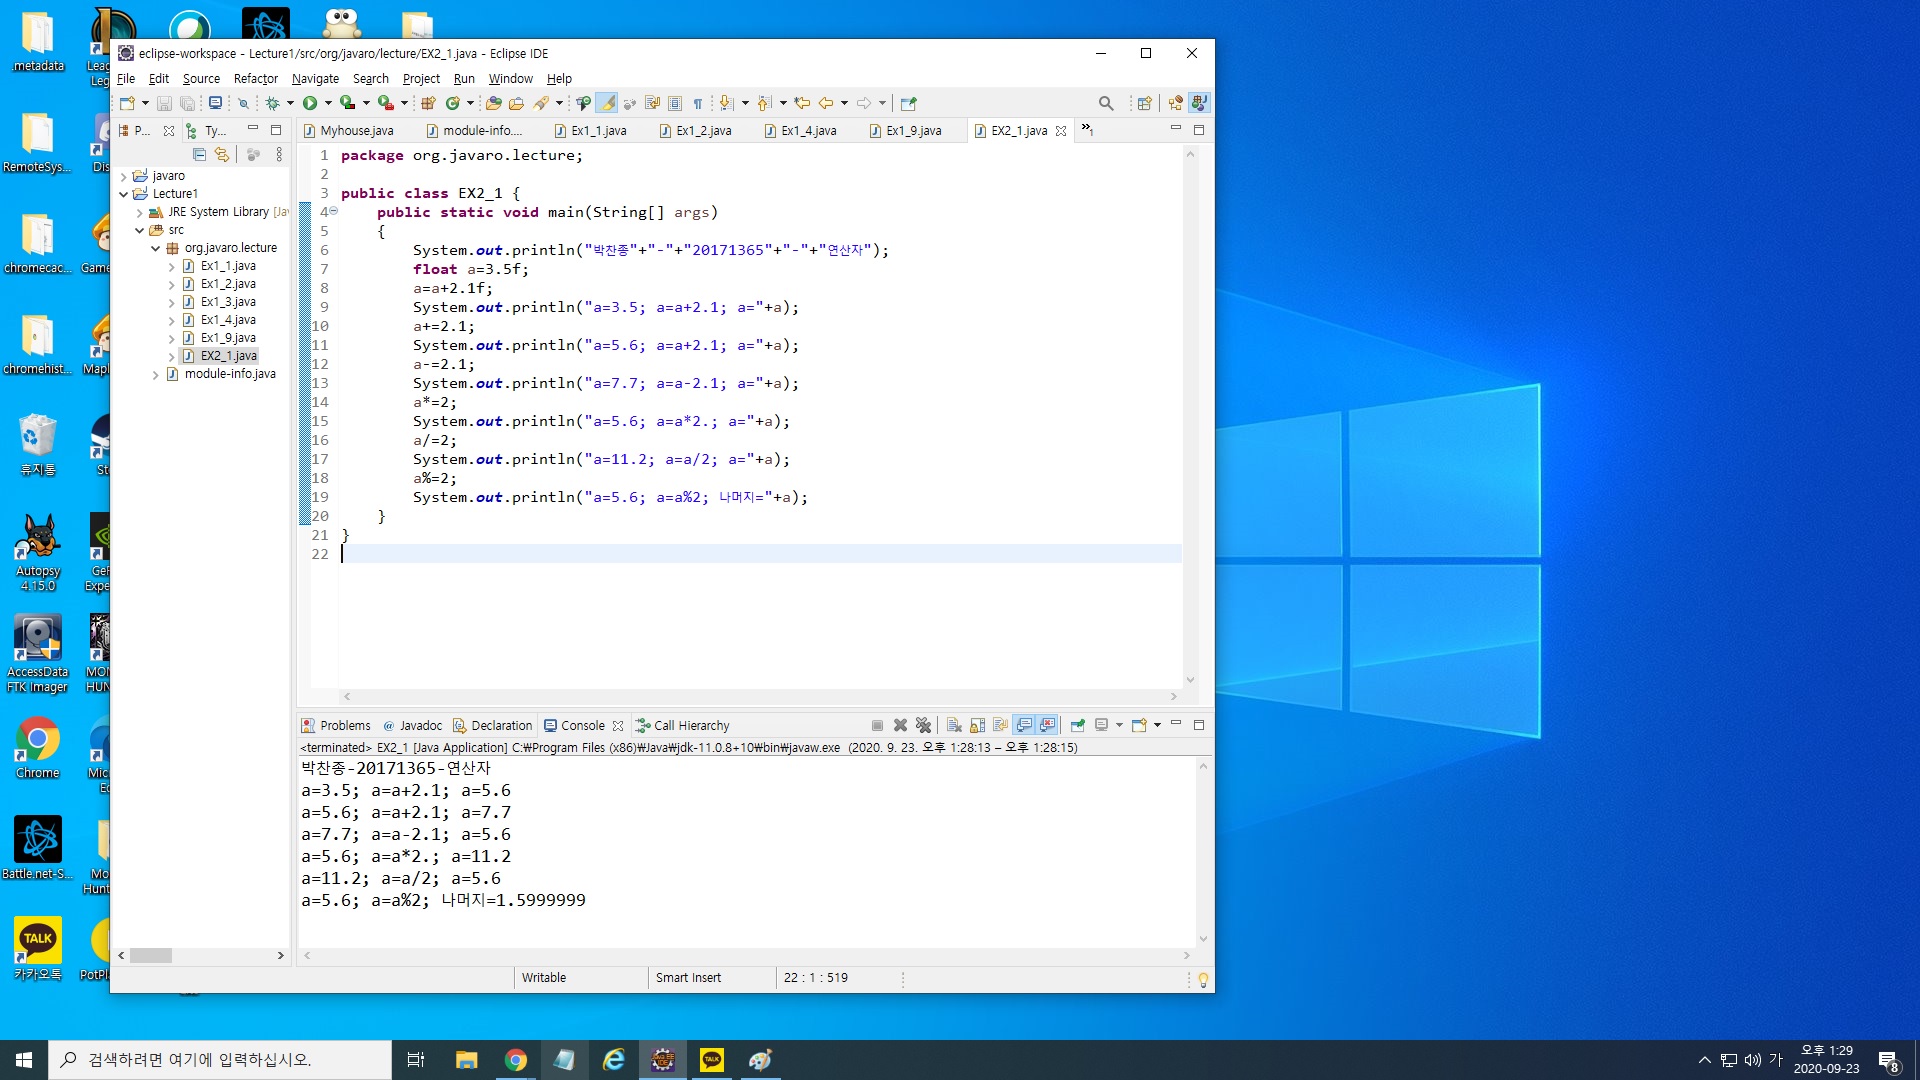 .metadata
RemoteSys...
chromecac...
chromehist...
휴지통
Autopsy
4.15.0
AccessData
FTK Imager
Chrome
Battle.net-S...
TALK
카카오톡
eclipse-workspace - Lecture1/src/org/javaro/lecture/EX2_1.java - Eclipse IDE
File Edit Source Refactor Navigate Search Project Run Window Help
P... Ty...
javaro
Lecture1
JRE System Library [Jav
src
org.javaro.lecture
Ex1_1.java
Ex1_2.java
Ex1_3.java
Ex1_4.java
Ex1_9.java
EX2_1.java
module-info.java
Myhouse.java module-info.... Ex1_1.java Ex1_2.java Ex1_4.java Ex1_9.java EX2_1.java »1
1 package org.javaro.lecture;
2
3 public class EX2_1 {
4 public static void main(String[] args)
5 {
6 System.out.println("박찬종"+"-"+"20171365"+"-"+"연산자");
7 float a=3.5f;
8 a=a+2.1f;
9 System.out.println("a=3.5; a=a+2.1; a="+a);
10 a+=2.1;
11 System.out.println("a=5.6; a=a+2.1; a="+a);
12 a-=2.1;
13 System.out.println("a=7.7; a=a-2.1; a="+a);
14 a*=2;
15 System.out.println("a=5.6; a=a*2.; a="+a);
16 a/=2;
17 System.out.println("a=11.2; a=a/2; a="+a);
18 a%=2;
19 System.out.println("a=5.6; a=a%2; 나머지="+a);
20 }
21 }
22
Problems @ Javadoc Declaration Console Call Hierarchy
<terminated> EX2_1 [Java Application] C:₩Program Files (x86)₩Java₩jdk-11.0.8+10₩bin₩javaw.exe (2020. 9. 23. 오후 1:28:13 – 오후 1:28:15)
박찬종-20171365-연산자
a=3.5; a=a+2.1; a=5.6
a=5.6; a=a+2.1; a=7.7
a=7.7; a=a-2.1; a=5.6
a=5.6; a=a*2.; a=11.2
a=11.2; a=a/2; a=5.6
a=5.6; a=a%2; 나머지=1.5999999
Writable Smart Insert 22 : 1 : 519
검색하려면 여기에 입력하십시오.
TALK
가
오후 1:29
2020-09-23
8